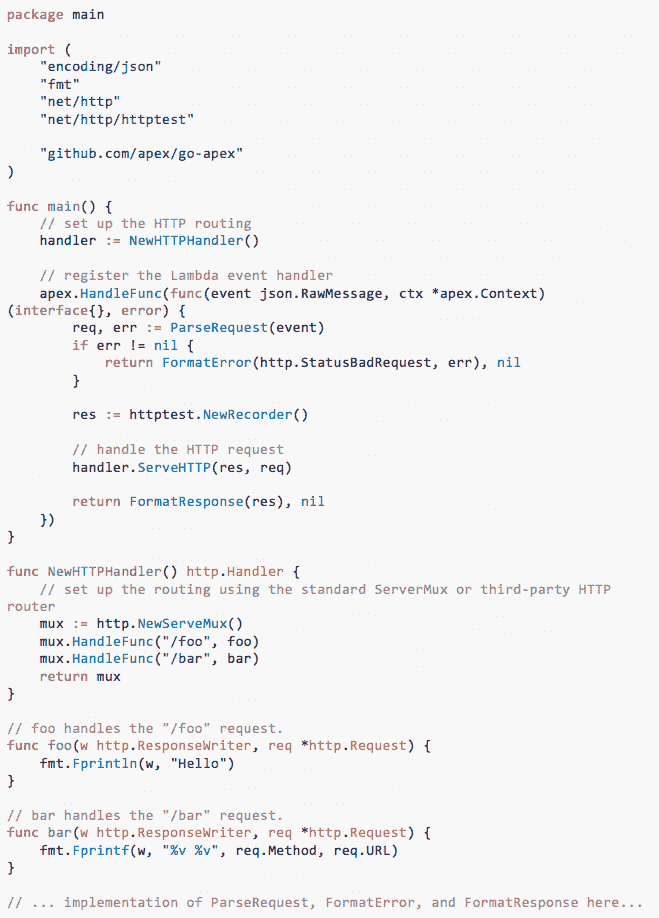 package main
import (
    "encoding/json"
    "fmt"
    "net/http"
    "net/http/httptest"
    "github.com/apex/go-apex"
)
func main() {
    // set up the HTTP routing
    handler := NewHTTPHandler()
    // register the Lambda event handler
    apex.HandleFunc(func(event json.RawMessage, ctx *apex.Context)
(interface{}, error) {
        req, err := ParseRequest(event)
        if err != nil {
            return FormatError(http.StatusBadRequest, err), nil
        }
        res := httptest.NewRecorder()
        // handle the HTTP request
        handler.ServeHTTP(res, req)
        return FormatResponse(res), nil
    })
}
func NewHTTPHandler() http.Handler {
    // set up the routing using the standard ServerMux or third-party HTTP
router
    mux := http.NewServeMux()
    mux.HandleFunc("/foo", foo)
    mux.HandleFunc("/bar", bar)
    return mux
}
// foo handles the "/foo" request.
func foo(w http.ResponseWriter, req *http.Request) {
    fmt.Fprintln(w, "Hello")
}
// bar handles the "/bar" request.
func bar(w http.ResponseWriter, req *http.Request) {
    fmt.Fprintf(w, "%v %v", req.Method, req.URL)
}
// ... implementation of ParseRequest, FormatError, and FormatResponse here...